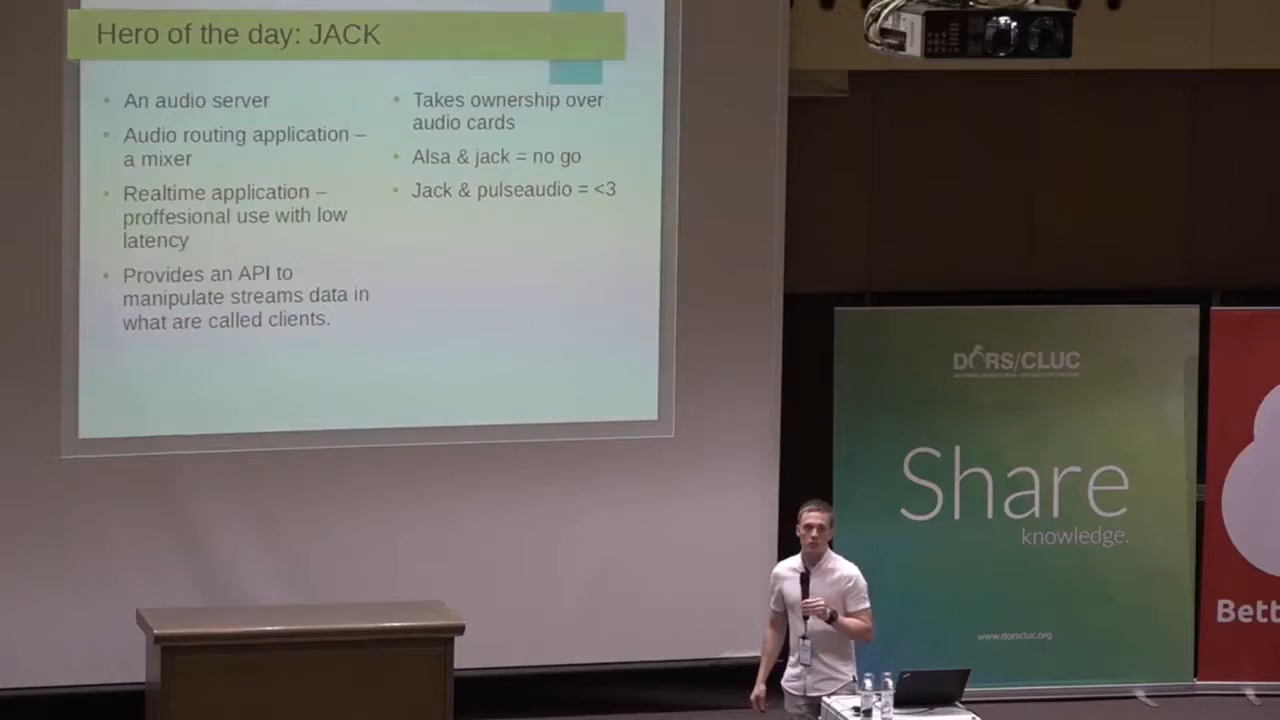 Hero of the day: JACK
An audio server
Audio routing application –
a mixer
Realtime application –
proffesional use with low
latency
Provides an API to
manipulate streams data in
what are called clients.
Takes ownership over
audio cards
Alsa & jack = no go
Jack & pulseaudio = <3
DORS/CLUC
Share
knowledge.
www.dorscluc.org
Bett